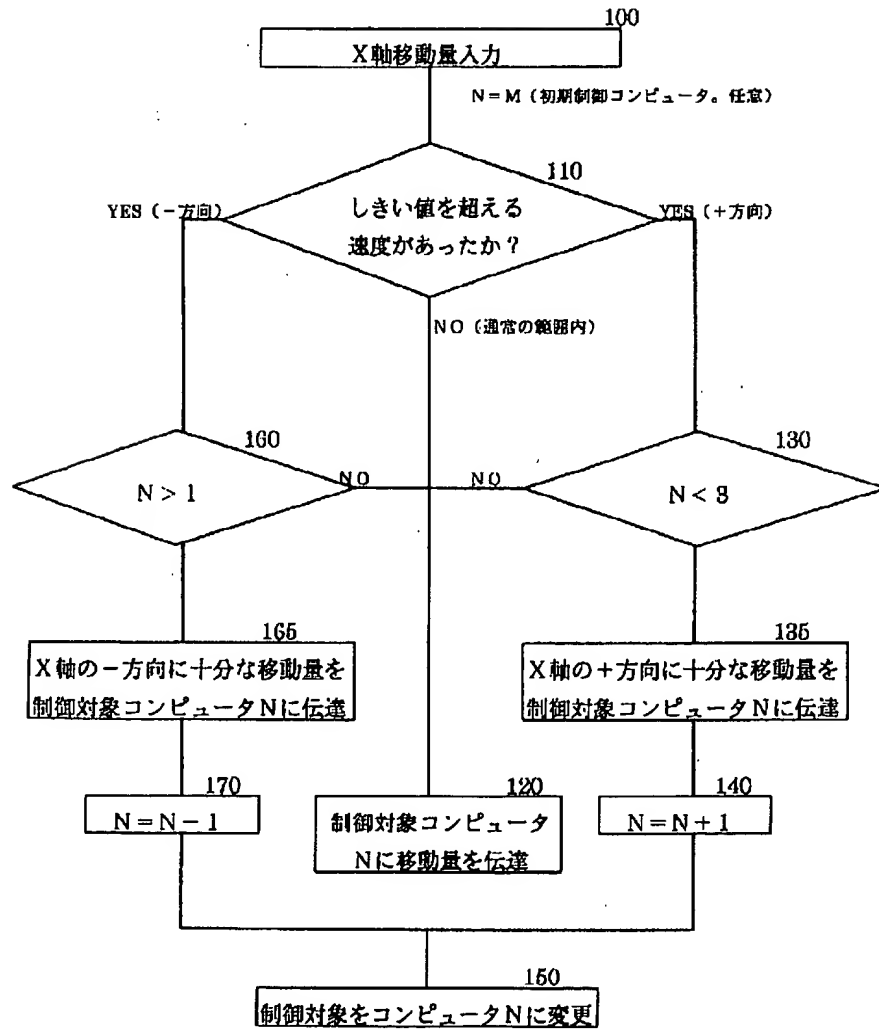 100
X軸移動量入力
N=M(初期制御コンピュータ。任意)
110
YES(-方向)
しきい値を超える
YES(+方向)
速度があったか?
NO(通常の範囲内)
160
130
N>1
NO
NO
N<3
165
135
X軸の-方向に十分な移動量を
制御対象コンピュータNに伝達
X軸の+方向に十分な移動量を
制御対象コンピュータNに伝達
170
120
140
N=N-1
制御対象コンピュータ
Nに移動量を伝達
N=N+1
150
制御対象をコンピュータNに変更